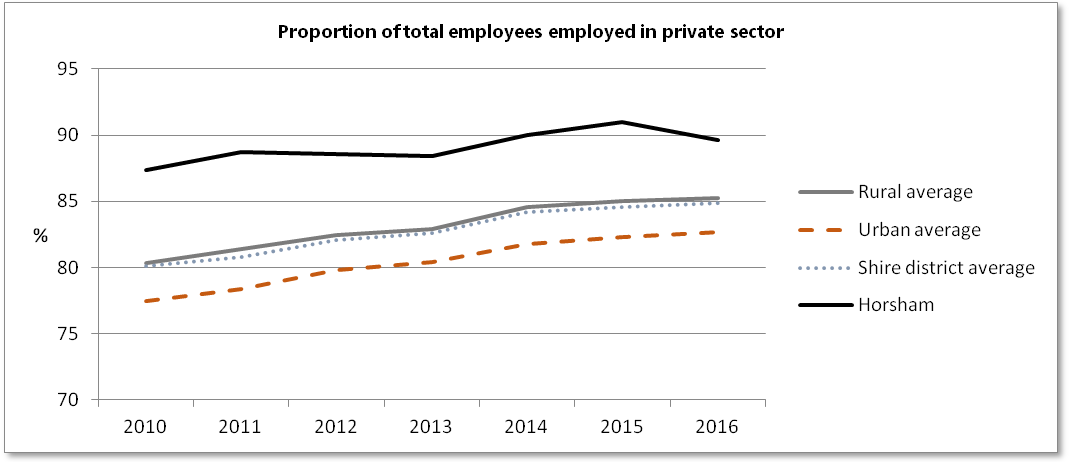 Proportion of total employees employed in private sector
95
90
85
80
75
70
%
2010 2011 2012 2013 2014 2015 2016
Rural average
Urban average
Shire district average
Horsham